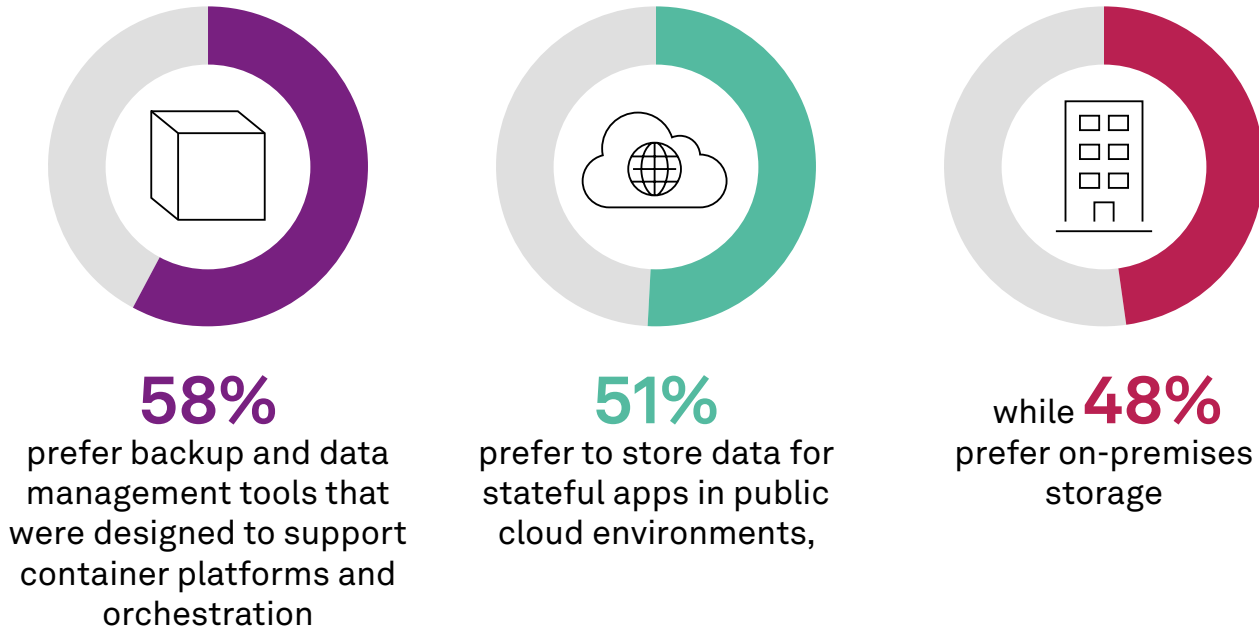 58%
prefer backup and data
management tools that
were designed to support
container platforms and
orchestration
51%
prefer to store data for
stateful apps in public
cloud environments,
while 48%
prefer on-premises
storage